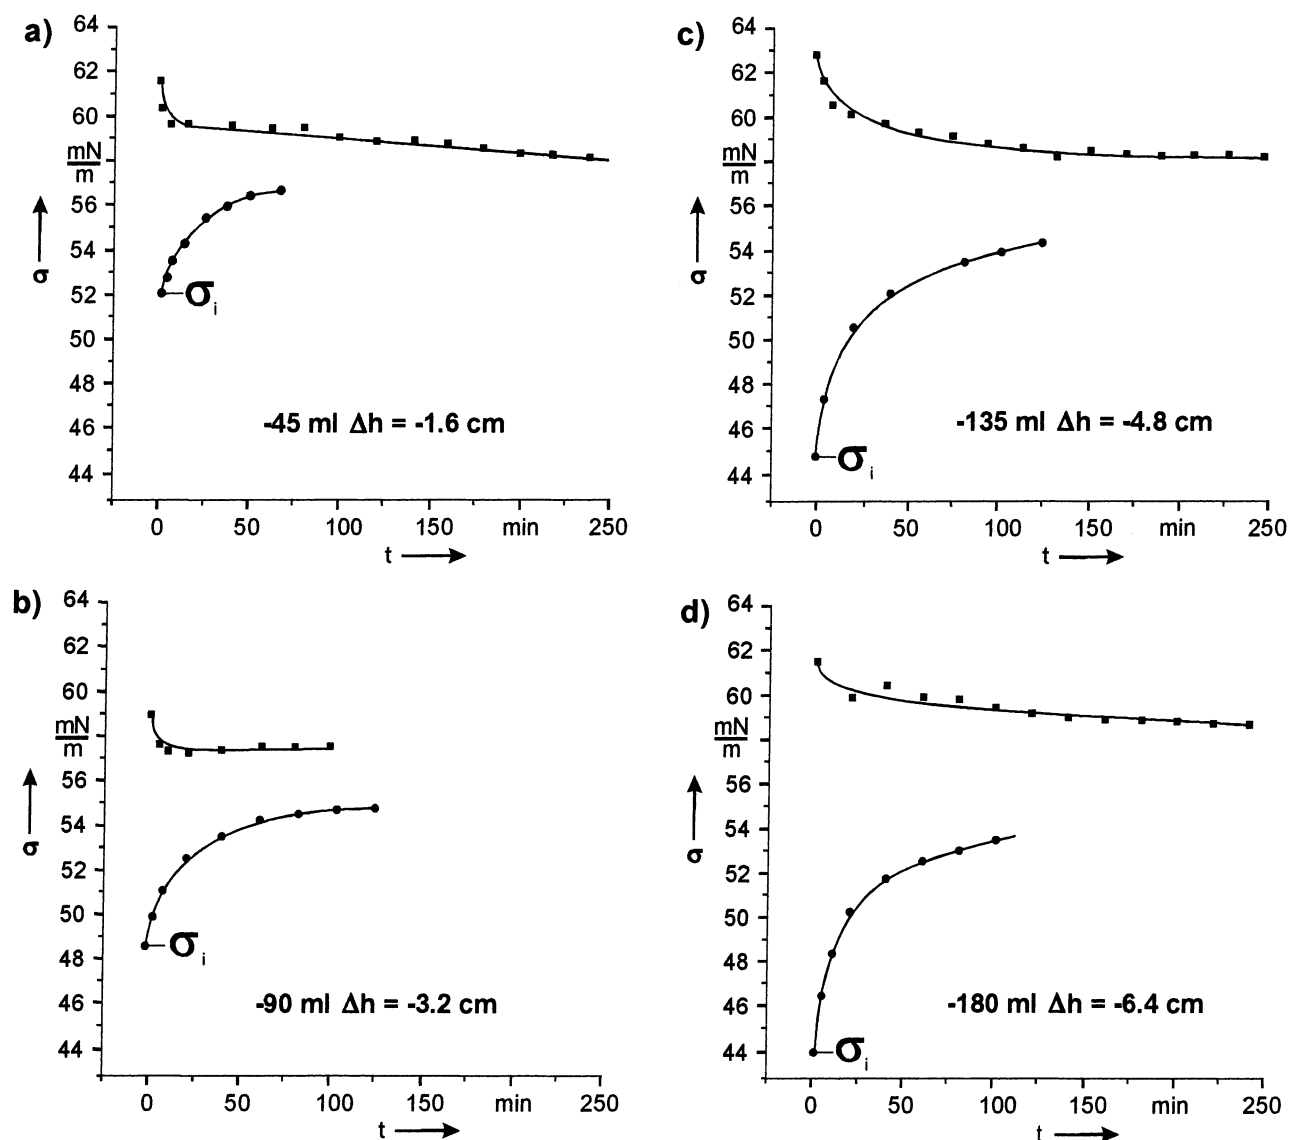 a)
64
62
60
mN
m
56
54
52
50
48
46
44
σ
σi
-45 ml Δh = -1.6 cm
0 50 100 150 min 250
t
c)
64
62
60
mN
m
56
54
52
50
48
46
44
σ
σi
-135 ml Δh = -4.8 cm
0 50 100 150 min 250
t
b)
64
62
60
mN
m
56
54
52
50
48
46
44
σ
σi
-90 ml Δh = -3.2 cm
0 50 100 150 min 250
t
d)
64
62
60
mN
m
56
54
52
50
48
46
44
σ
σi
-180 ml Δh = -6.4 cm
0 50 100 150 min 250
t